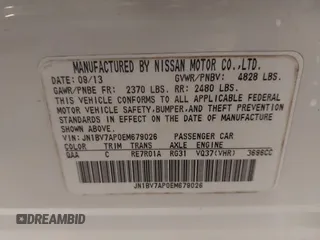 MANUFACTURED BY NISSAN MOTOR CO.,LTD.
DATE: 09/13 GVWR/PNBV: 4828 LBS.
GAWR/PNBE FR: 2370 LBS. RR: 2480 LBS.
THIS VEHICLE CONFORMS TO ALL APPLICABLE FEDERAL
MOTOR VEHICLE SAFETY,BUMPER,AND THEFT PREVENTION
STANDARDS IN EFFECT ON THE DATE OF MANUFACTURE
SHOWN ABOVE.
VIN: JN1BV7AP0EM679026 PASSENGER CAR
COLOR TRIM TRANS AXLE ENGINE
QAA C RE7R01A RG31 VQ37(VHR) 3696CC
JN1BV7AP0EM679026
DREAMBID